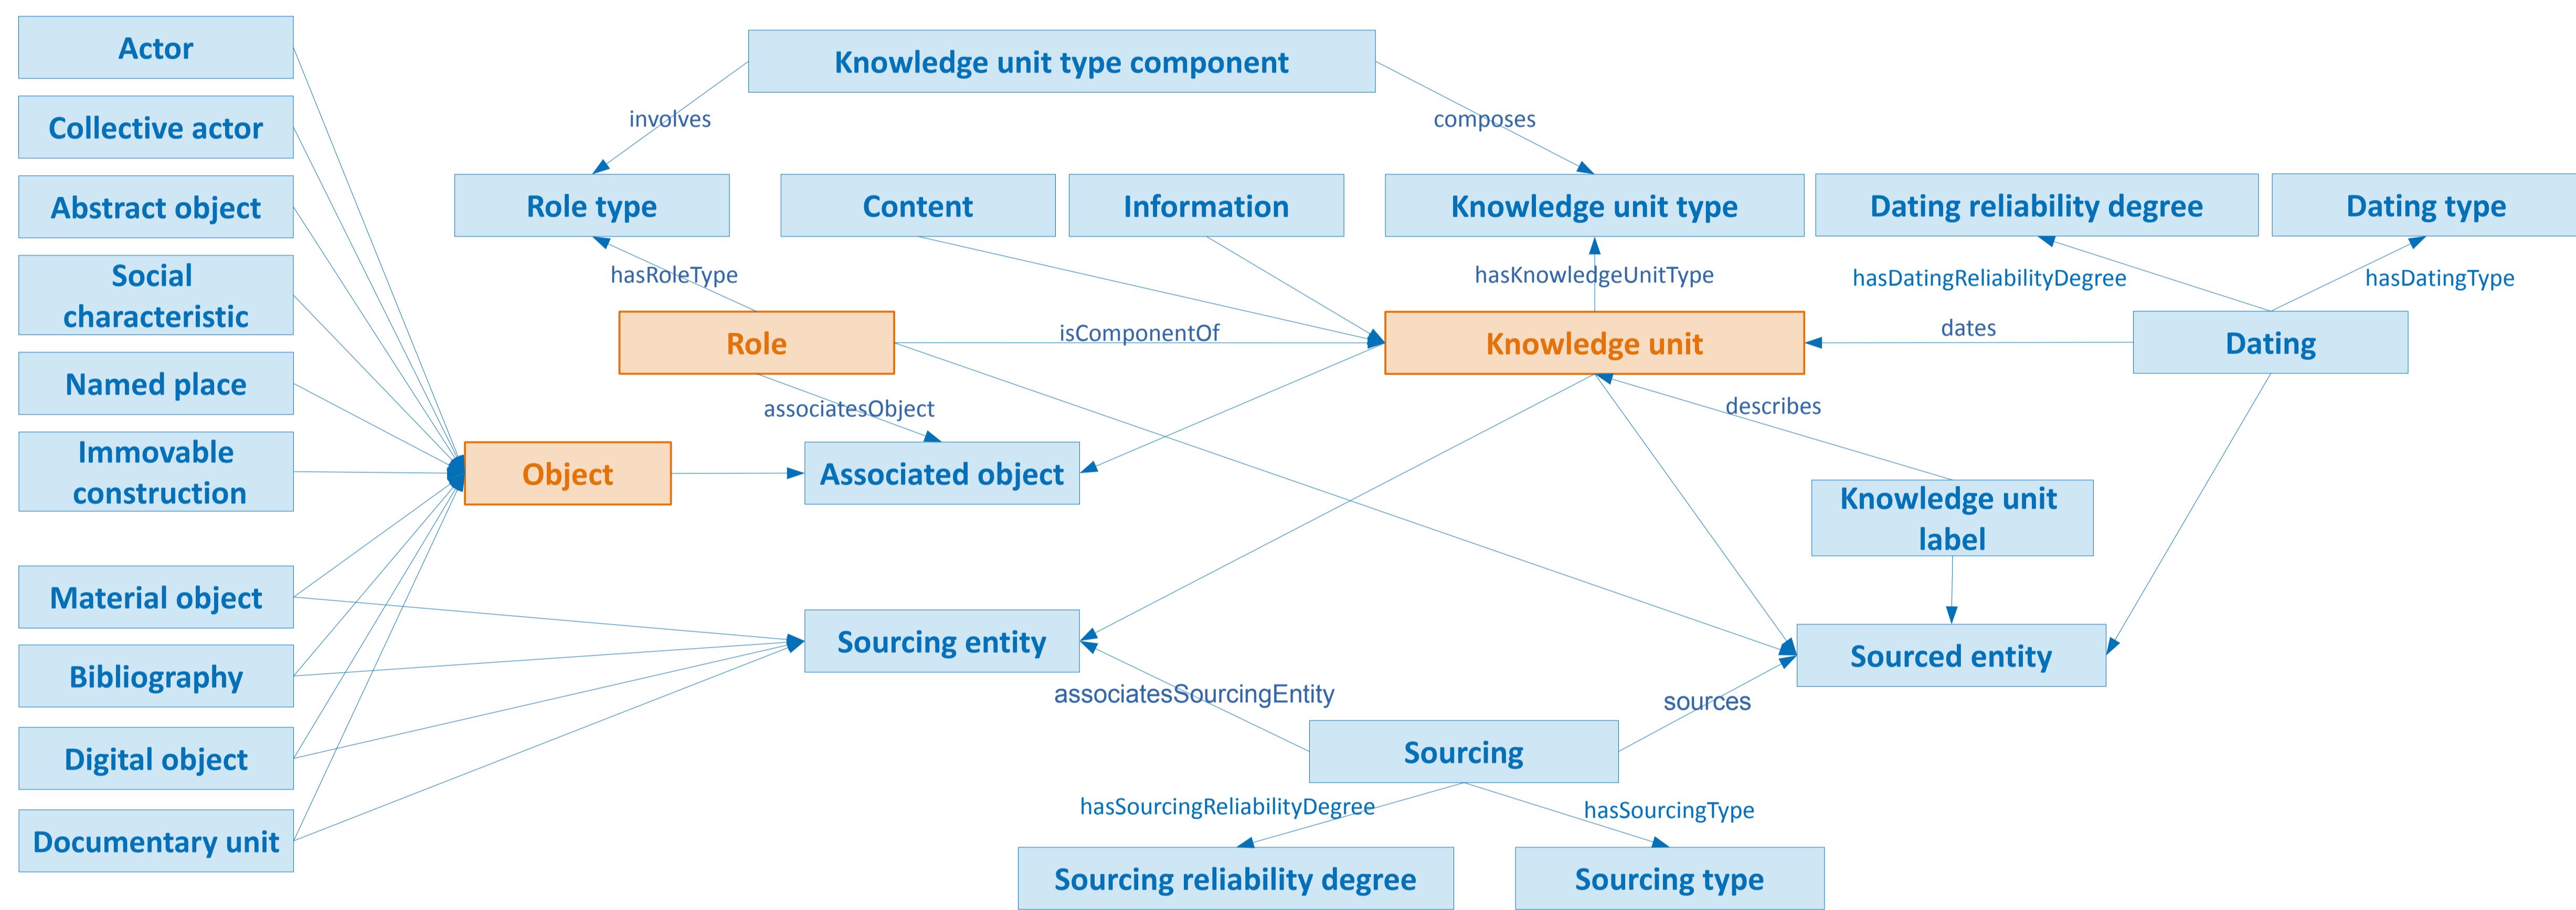 Actor
Collective actor
Abstract object
Social
characteristic
Named place
Immovable
construction
Material object
Bibliography
Digital object
Documentary unit
Knowledge unit type component
involves
composes
Role type
Content
Information
Knowledge unit type
Dating reliability degree
Dating type
hasRoleType
hasKnowledgeUnitType
hasDatingReliabilityDegree
hasDatingType
Role
isComponentOf
Knowledge unit
dates
Dating
associatesObject
describes
Object
Associated object
Knowledge unit
label
Sourcing entity
Sourced entity
associatesSourcingEntity
sources
Sourcing
hasSourcingReliabilityDegree
hasSourcingType
Sourcing reliability degree
Sourcing type